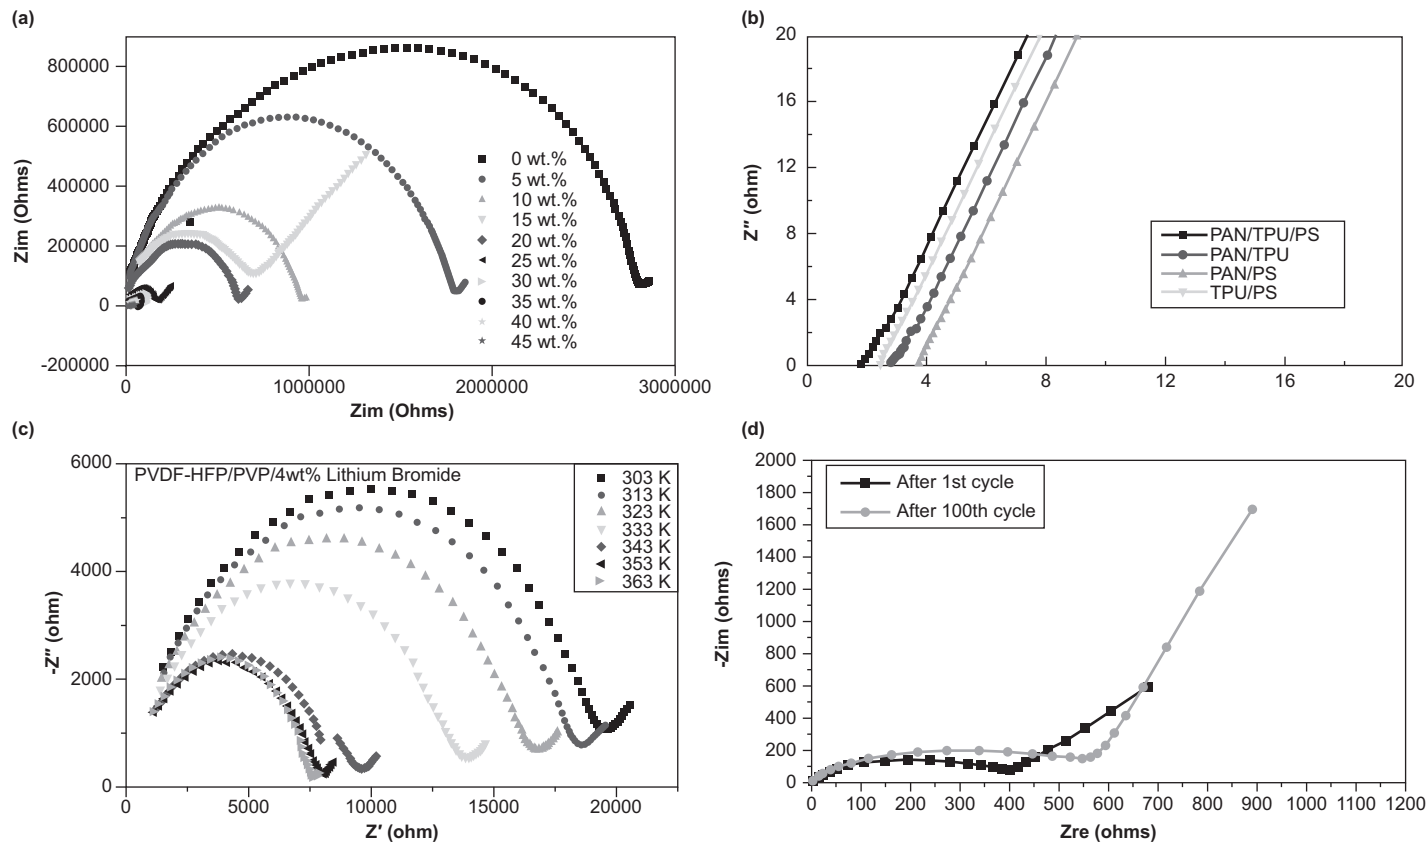 (a)
Zim (Ohms)
800000
600000
400000
200000
0
-200000
0 wt.%
5 wt.%
10 wt.%
15 wt.%
20 wt.%
25 wt.%
30 wt.%
35 wt.%
40 wt.%
45 wt.%
0 1000000 2000000 3000000
Zim (Ohms)
(b)
Z″ (ohm)
20
16
12
8
4
0
PAN/TPU/PS
PAN/TPU
PAN/PS
TPU/PS
0 4 8 12 16 20
(c)
-Z″ (ohm)
6000
4000
2000
0
PVDF-HFP/PVP/4wt% Lithium Bromide
303 K
313 K
323 K
333 K
343 K
353 K
363 K
0 5000 10000 15000 20000
Z′ (ohm)
(d)
-Zim (ohms)
2000
1800
1600
1400
1200
1000
800
600
400
200
0
After 1st cycle
After 100th cycle
0 100 200 300 400 500 600 700 800 900 1000 1100 1200
Zre (ohms)